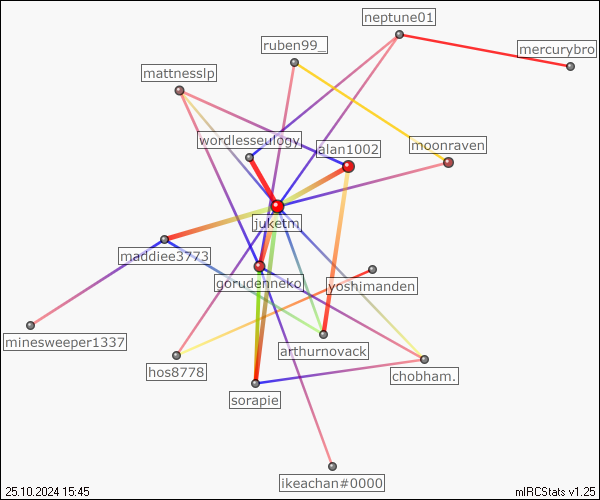 neptune01
ruben99_
mercurybro
mattnesslp
wordlesseulogy
alan1002
moonraven
juketm
maddiee3773
gorudenneko
yoshimanden
minesweeper1337
arthurnovack
hos8778
chobham.
sorapie
ikeachan#0000
25.10.2024 15:45
mIRCStats v1.25